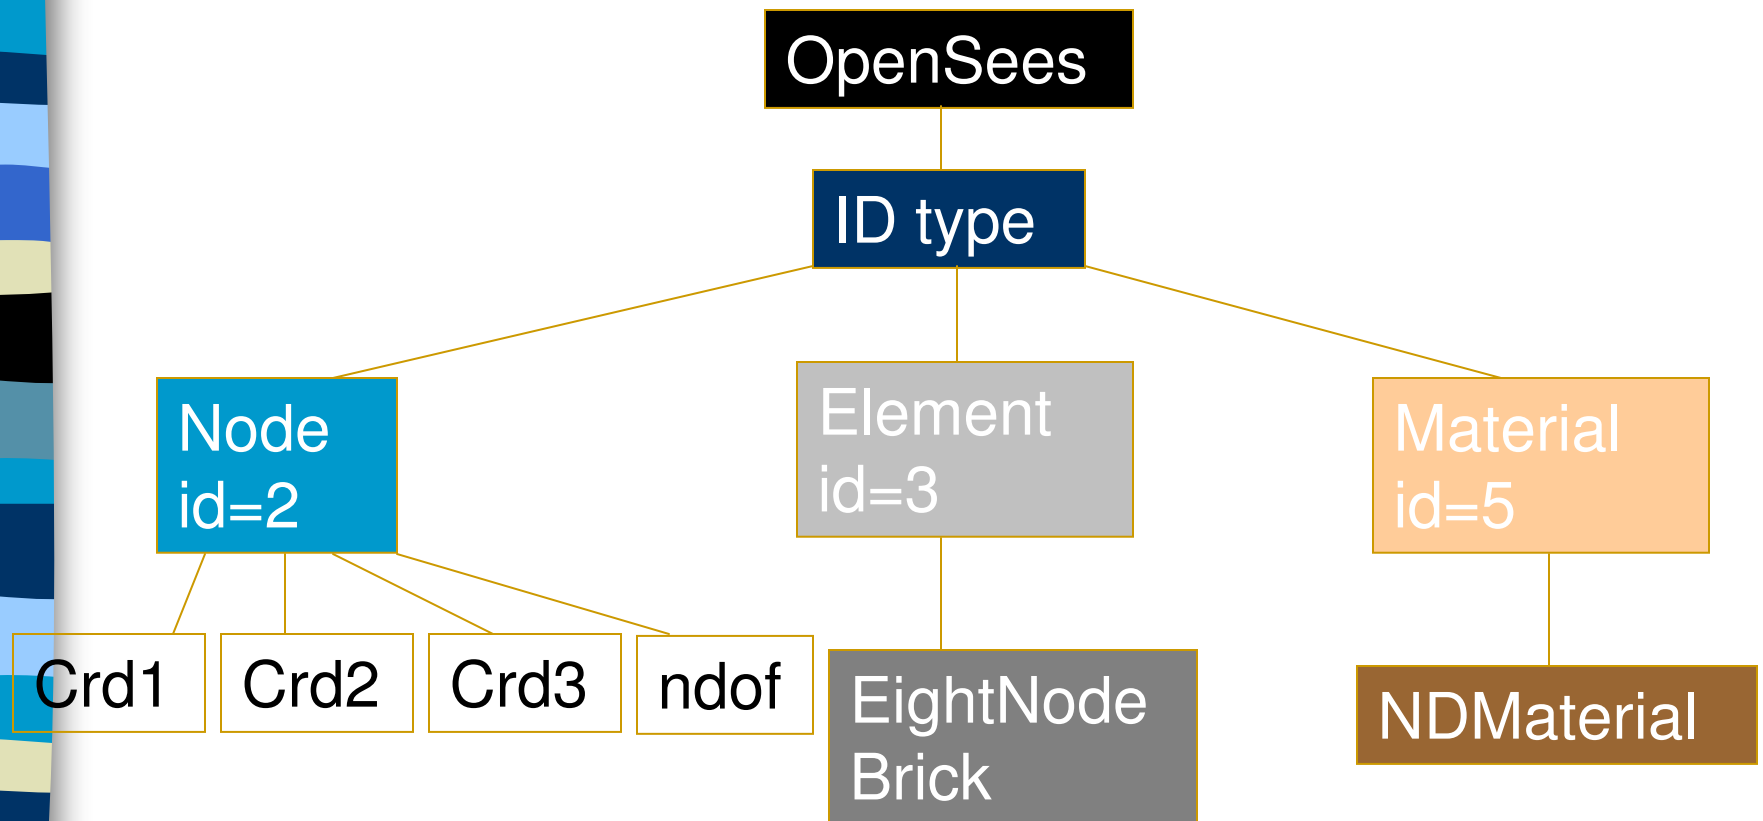 OpenSees
ID type
Node
id=2
Element
id=3
Material
id=5
Crd1
Crd2
Crd3
ndof
EightNode
Brick
NDMaterial